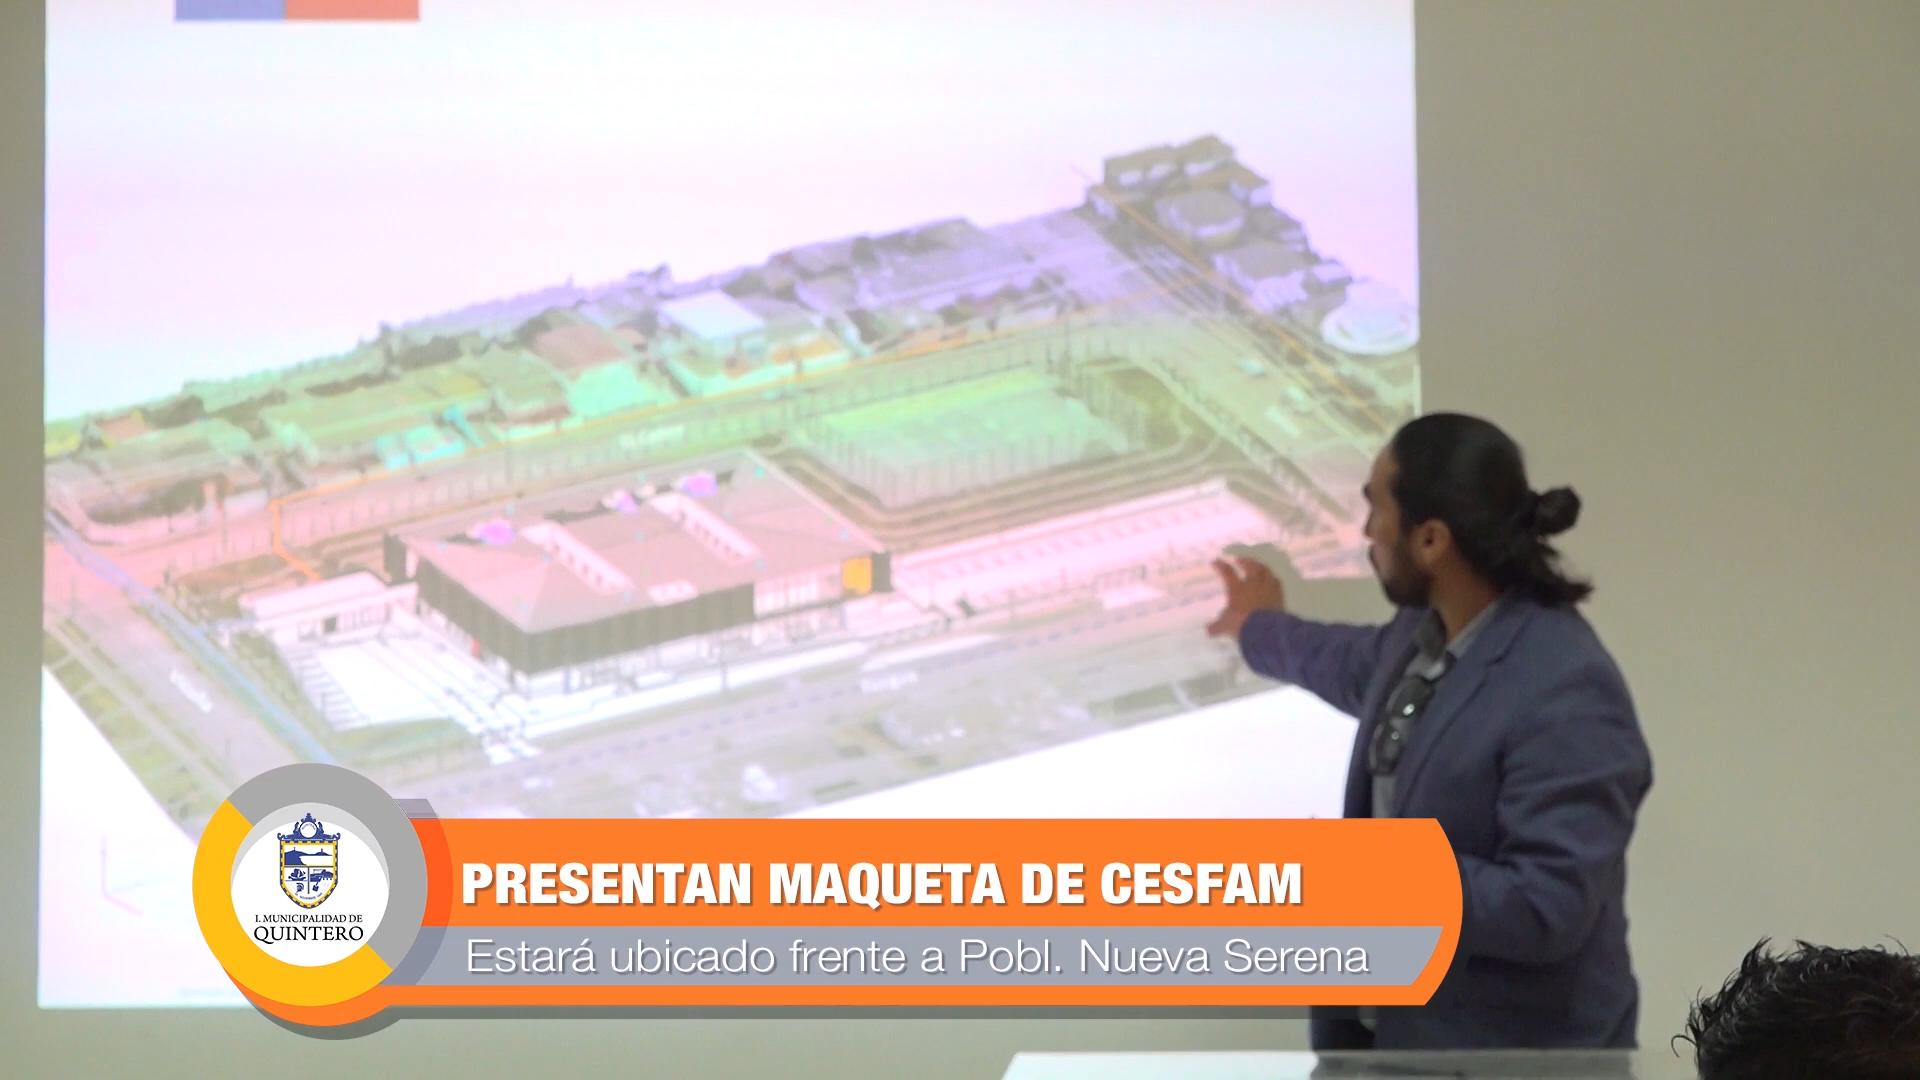 PRESENTAN MAQUETA DE CESFAM
Estará ubicado frente a Pobl. Nueva Serena
I. MUNICIPALIDAD DE
QUINTERO